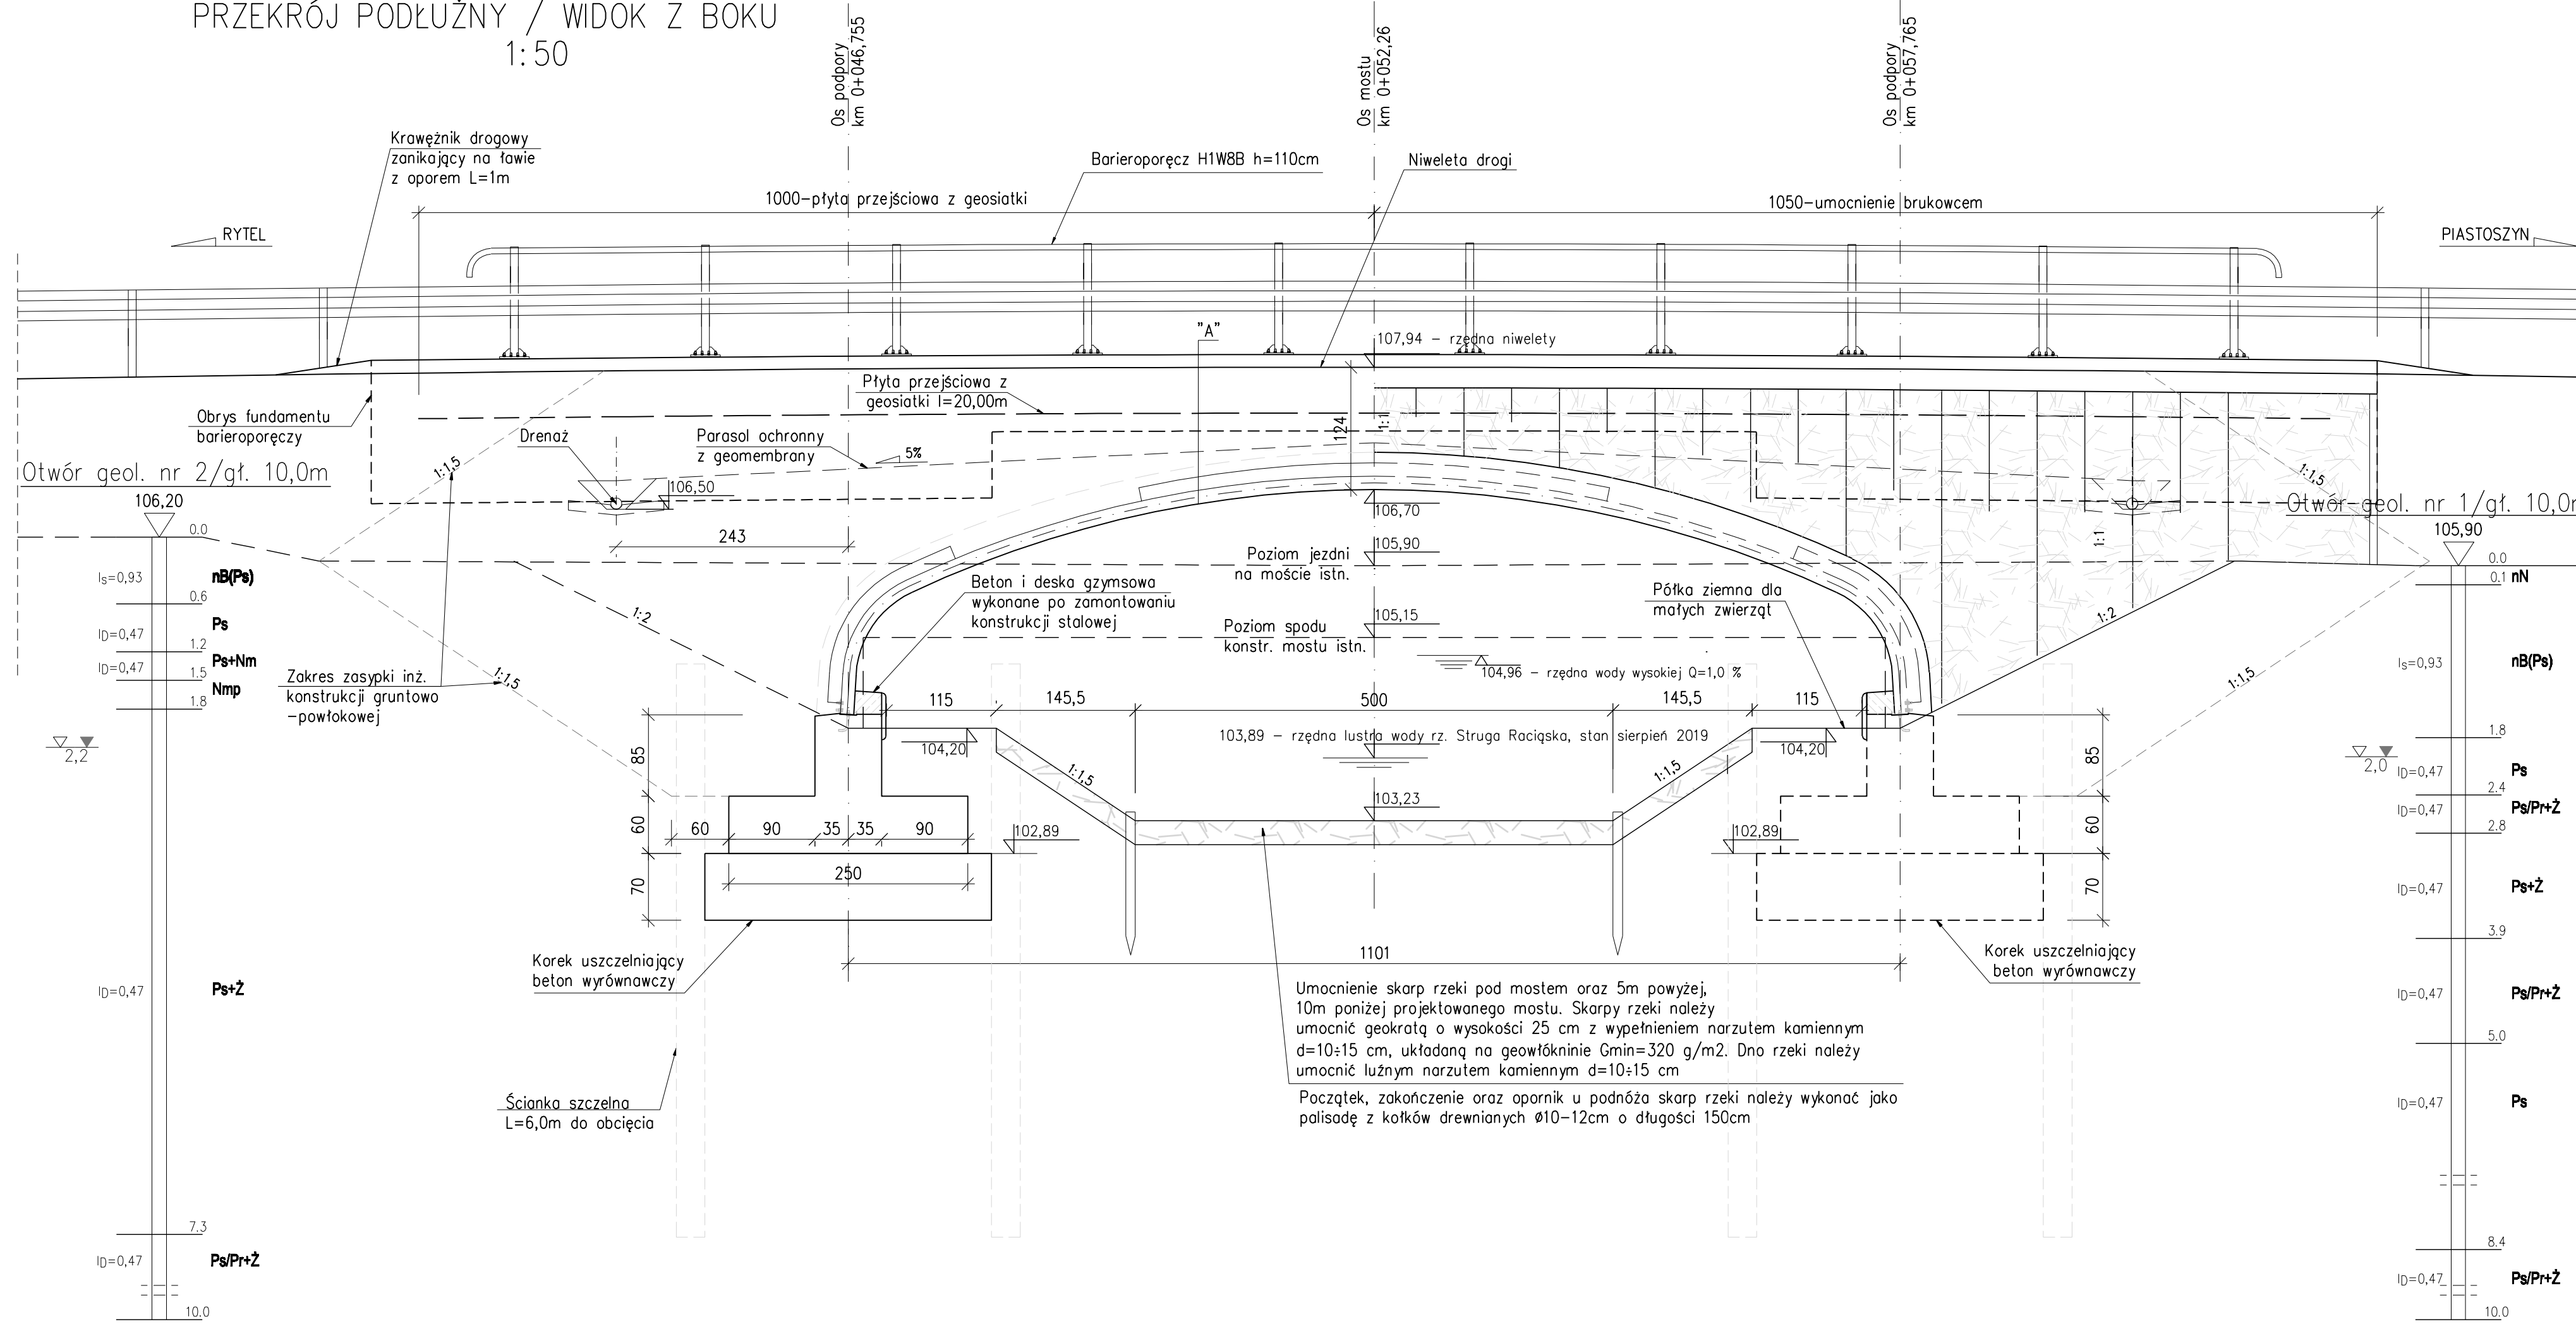 PRZEKRÓJ PODŁUŻNY / WIDOK Z BOKU
1:50
Oś podpory
km 0+046,755
Oś mostu
km 0+052,26
Oś podpory
km 0+057,765
Krawężnik drogowy
zanikający na ławie
z oporem L=1m
Barieroporęcz H1W8B h=110cm
Niweleta drogi
1000-płyta przejściowa z geosiatki
1050-umocnienie brukowcem
RYTEL
PIASTOSZYN
"A"
107,94 - rzędna niwelety
Płyta przejściowa z
geosiatki l=20,00m
124
1:1
Obrys fundamentu
barieroporęczy
Drenaż
Parasol ochronny
z geomembrany
5%
1:1,5
1:1,5
Otwór geol. nr 2/gł. 10,0m
106,20
106,50
106,70
Otwór geol. nr 1/gł. 10,0m
105,90
0.0
243
105,90
Poziom jezdni
na moście istn.
1:1
0.0
Is=0,93
nB(Ps)
0.6
Beton i deska gzymsowa
wykonane po zamontowaniu
konstrukcji stalowej
Półka ziemna dla
małych zwierząt
0.1
nN
1:2
1:2
ID=0,47
Ps
1.2
105,15
Poziom spodu
konstr. mostu istn.
ID=0,47
Ps+Nm
1.5
Nmp
1.8
104,96 - rzędna wody wysokiej Q=1,0 %
Is=0,93
nB(Ps)
Zakres zasypki inż.
konstrukcji gruntowo
-powłokowej
1:1,5
1:1,5
115
145,5
500
145,5
115
103,89 - rzędna lustra wody rz. Struga Raciąska, stan sierpień 2019
104,20
104,20
2,2
85
85
1.8
2,0
ID=0,47
Ps
2.4
1:1,5
1:1,5
103,23
ID=0,47
Ps/Pr+Ż
2.8
60
60
90
35
35
90
102,89
102,89
60
250
70
70
ID=0,47
Ps+Ż
3.9
1101
Korek uszczelniający
beton wyrównawczy
Korek uszczelniający
beton wyrównawczy
ID=0,47
Ps+Ż
ID=0,47
Ps/Pr+Ż
5.0
Umocnienie skarp rzeki pod mostem oraz 5m powyżej,
10m poniżej projektowanego mostu. Skarpy rzeki należy
umocnić geokratą o wysokości 25 cm z wypełnieniem narzutem kamiennym
d=10÷15 cm, układaną na geowłókninie Gmin=320 g/m2. Dno rzeki należy
umocnić luźnym narzutem kamiennym d=10÷15 cm
Początek, zakończenie oraz opornik u podnóża skarp rzeki należy wykonać jako
palisadę z kołków drewnianych Ø10-12cm o długości 150cm
Ścianka szczelna
L=6,0m do obcięcia
ID=0,47
Ps
7.3
8.4
ID=0,47
Ps/Pr+Ż
ID=0,47
Ps/Pr+Ż
10.0
10.0